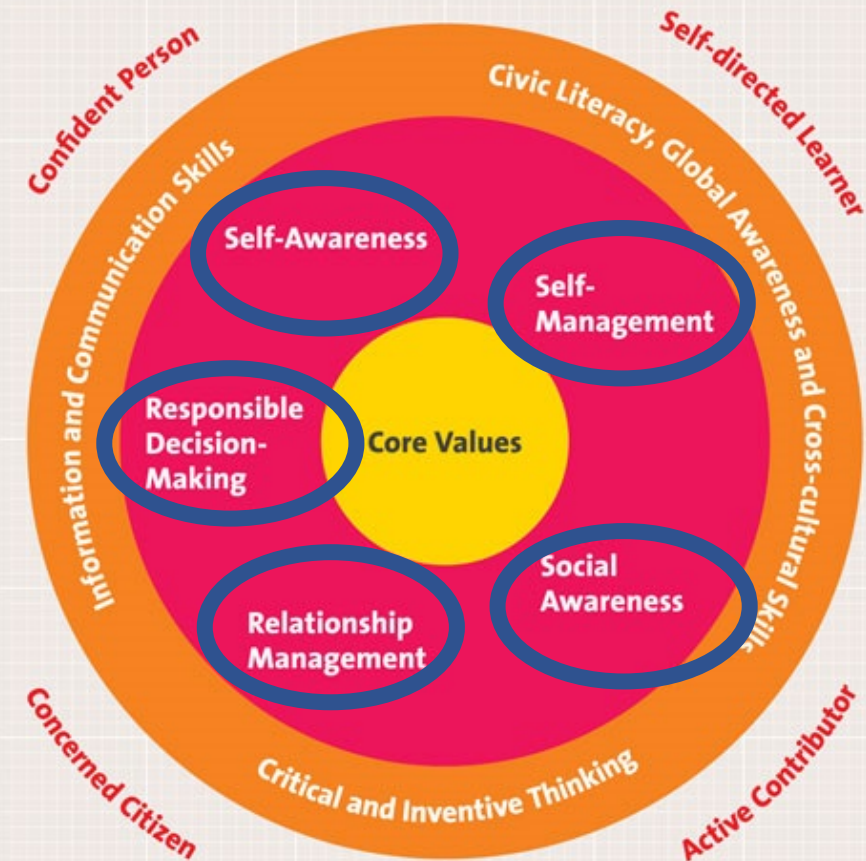 Confident Person
Self-directed Learner
Information and Communication Skills
Civic Literacy, Global Awareness and Cross-cultural Skills
Self-Awareness
Self-
Management
Responsible
Decision-
Making
Core Values
Social
Awareness
Relationship
Management
Critical and Inventive Thinking
Concerned Citizen
Active Contributor